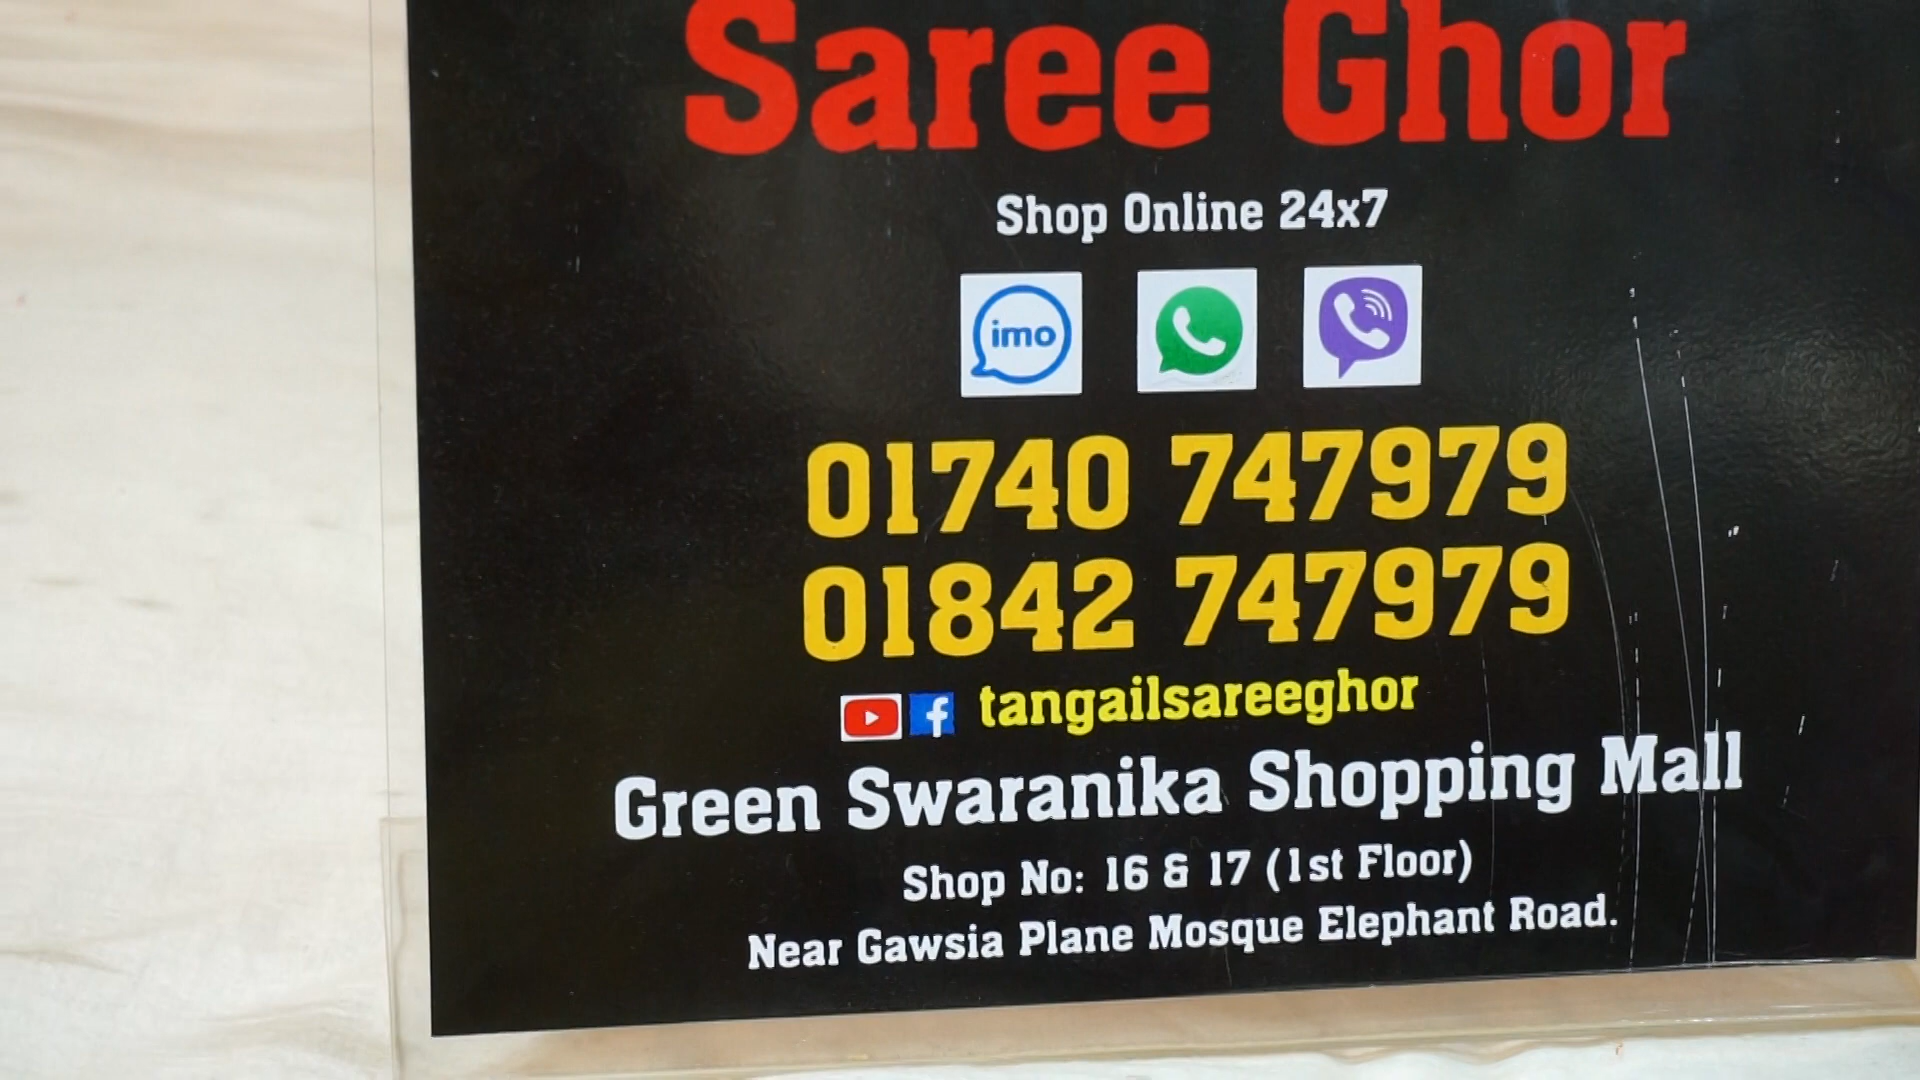 Saree Ghor
Shop Online 24x7
imo
01740 747979
01842 747979
tangailsareeghor
Green Swaranika Shopping Mall
Shop No: 16 & 17 (1st Floor)
Near Gawsia Plane Mosque Elephant Road.